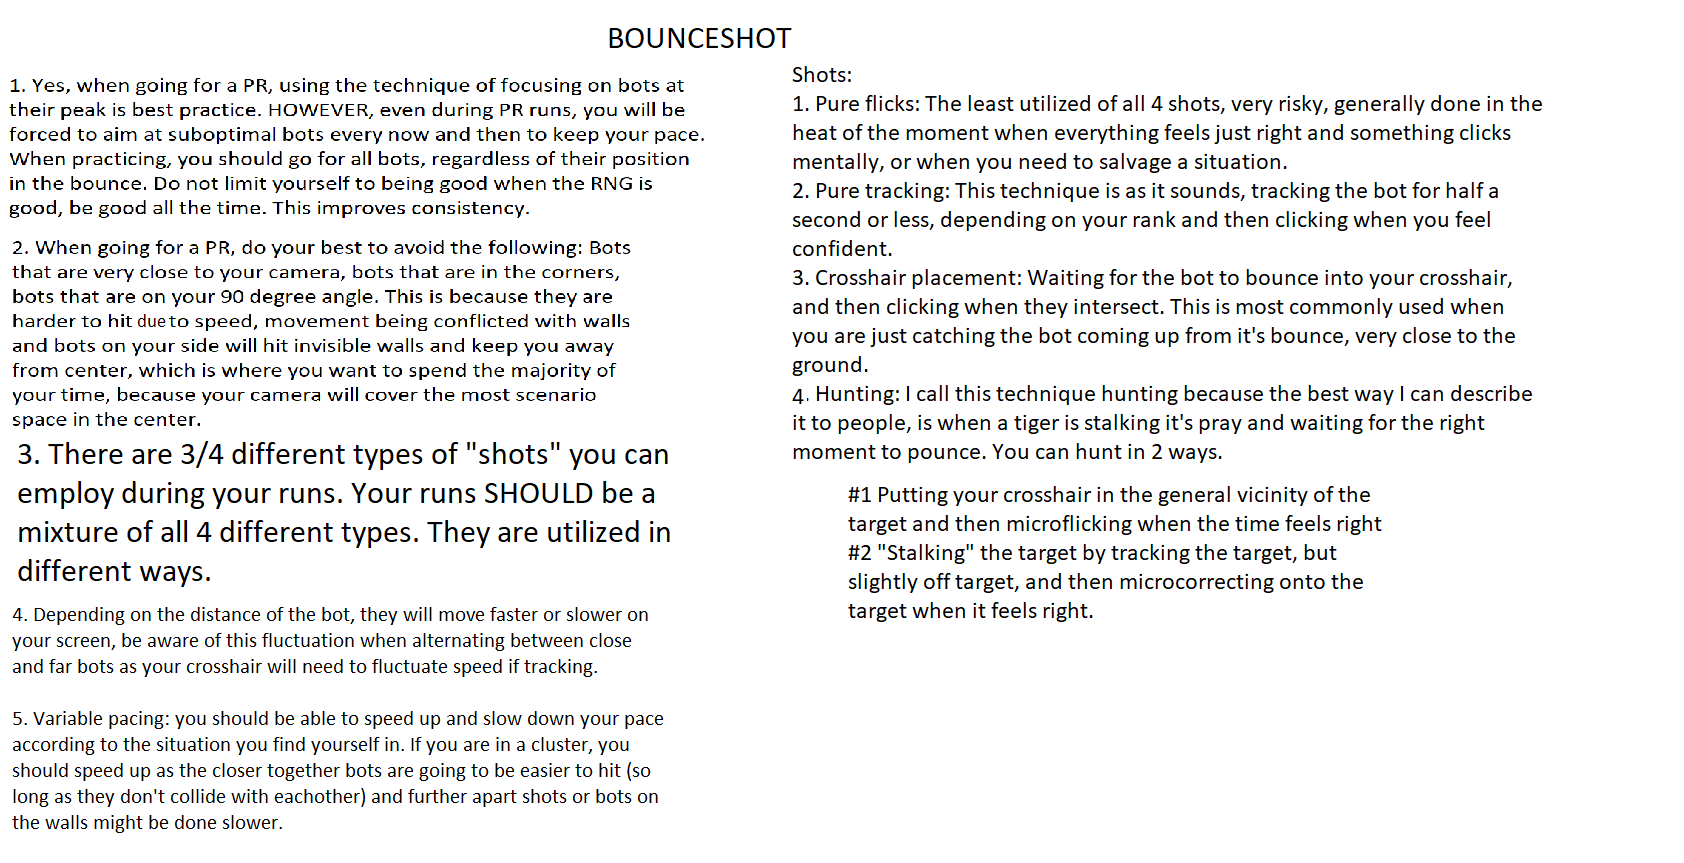 BOUNCESHOT
1. Yes, when going for a PR, using the technique of focusing on bots at
their peak is best practice. HOWEVER, even during PR runs, you will be
forced to aim at suboptimal bots every now and then to keep your pace.
When practicing, you should go for all bots, regardless of their position
in the bounce. Do not limit yourself to being good when the RNG is
good, be good all the time. This improves consistency.
2. When going for a PR, do your best to avoid the following: Bots
that are very close to your camera, bots that are in the corners,
bots that are on your 90 degree angle. This is because they are
harder to hit due to speed, movement being conflicted with walls
and bots on your side will hit invisible walls and keep you away
from center, which is where you want to spend the majority of
your time, because your camera will cover the most scenario
space in the center.
3. There are 3/4 different types of "shots" you can
employ during your runs. Your runs SHOULD be a
mixture of all 4 different types. They are utilized in
different ways.
4. Depending on the distance of the bot, they will move faster or slower on
your screen, be aware of this fluctuation when alternating between close
and far bots as your crosshair will need to fluctuate speed if tracking.
5. Variable pacing: you should be able to speed up and slow down your pace
according to the situation you find yourself in. If you are in a cluster, you
should speed up as the closer together bots are going to be easier to hit (so
long as they don't collide with eachother) and further apart shots or bots on
the walls might be done slower.
Shots:
1. Pure flicks: The least utilized of all 4 shots, very risky, generally done in the
heat of the moment when everything feels just right and something clicks
mentally, or when you need to salvage a situation.
2. Pure tracking: This technique is as it sounds, tracking the bot for half a
second or less, depending on your rank and then clicking when you feel
confident.
3. Crosshair placement: Waiting for the bot to bounce into your crosshair,
and then clicking when they intersect. This is most commonly used when
you are just catching the bot coming up from it's bounce, very close to the
ground.
4. Hunting: I call this technique hunting because the best way I can describe
it to people, is when a tiger is stalking it's pray and waiting for the right
moment to pounce. You can hunt in 2 ways.
#1 Putting your crosshair in the general vicinity of the
target and then microflicking when the time feels right
#2 "Stalking" the target by tracking the target, but
slightly off target, and then microcorrecting onto the
target when it feels right.